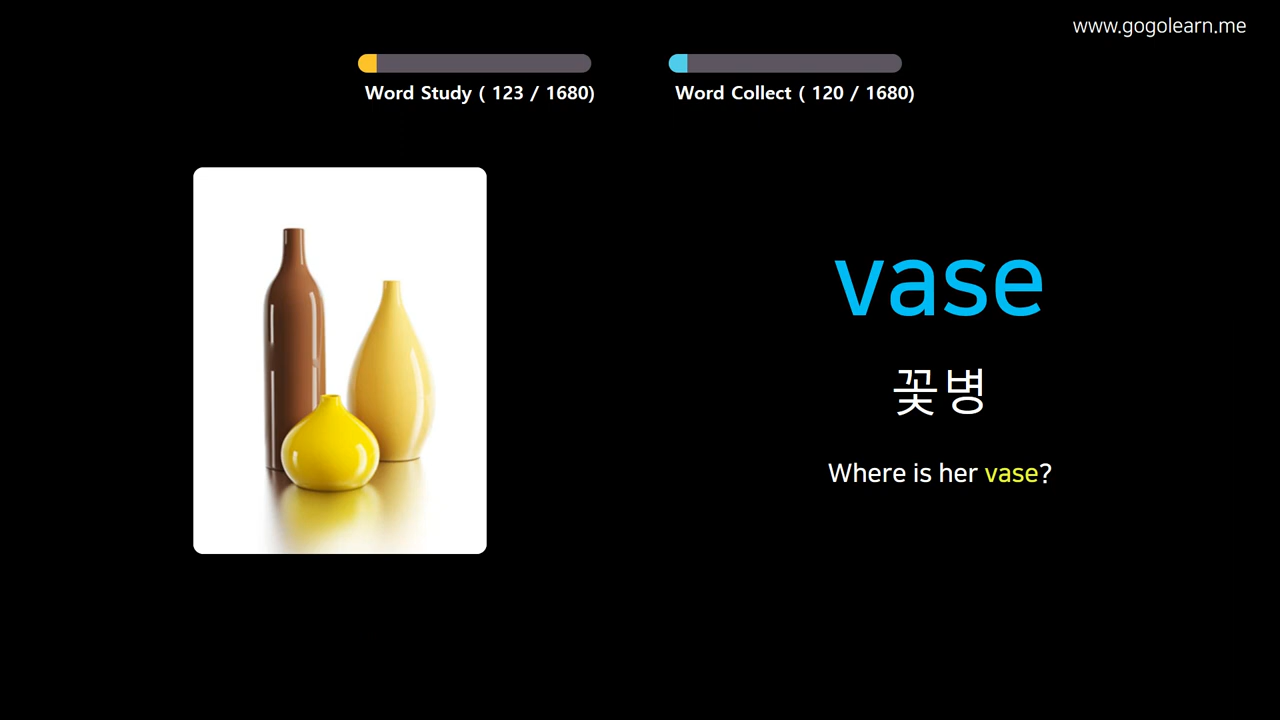 www.gogolearn.me
Word Study ( 123 / 1680)
Word Collect ( 120 / 1680)
vase
꽃병
Where is her vase?